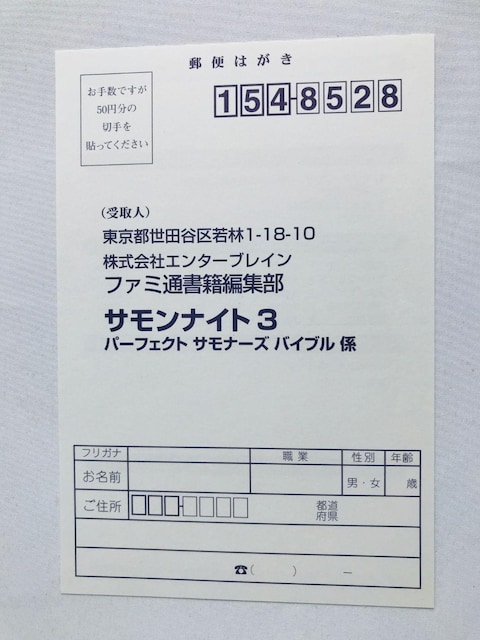 郵便はがき
お手数ですが
50円分の
切手を
貼ってください
154-8528
（受取人）
東京都世田谷区若林1-18-10
株式会社エンターブレイン
ファミ通書籍編集部
サモンナイト3
パーフェクト サモナーズ バイブル 係
フリガナ 職業 性別 年齢
お名前 男・女 歳
ご住所 都道
府県
☎( ) −